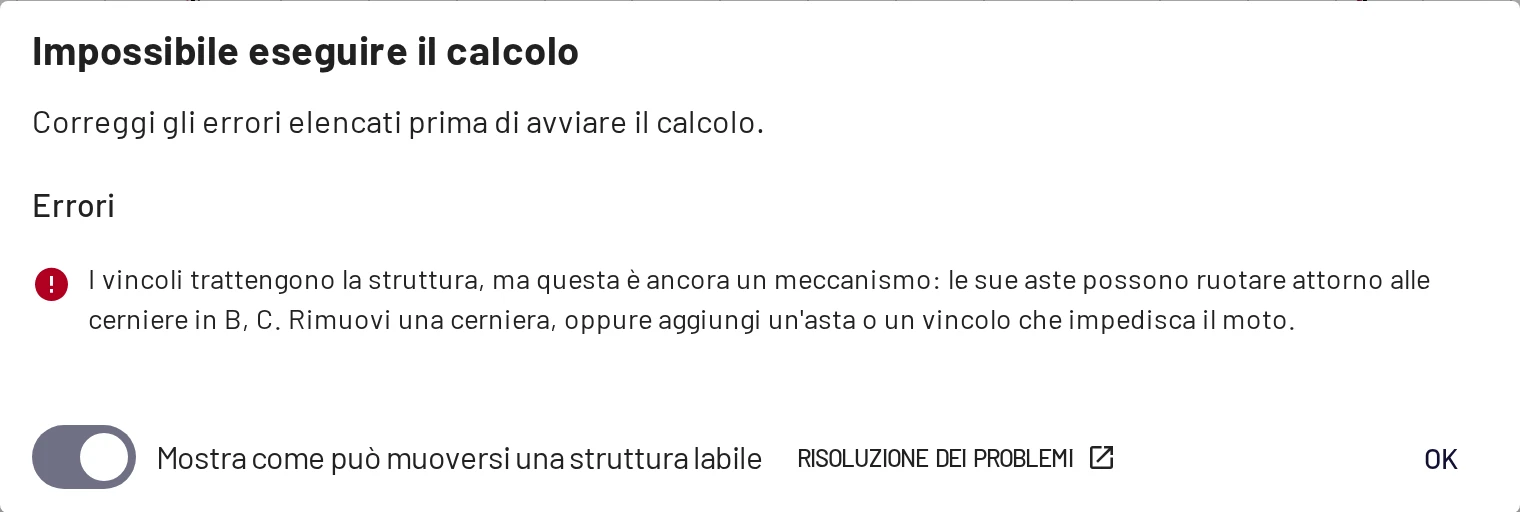 Impossibile eseguire il calcolo
Correggi gli errori elencati prima di avviare il calcolo.
Errori
I vincoli trattengono la struttura, ma questa è ancora un meccanismo: le sue aste possono ruotare attorno alle
cerniere in B, C. Rimuovi una cerniera, oppure aggiungi un'asta o un vincolo che impedisca il moto.
Mostra come può muoversi una struttura labile RISOLUZIONE DEI PROBLEMI OK